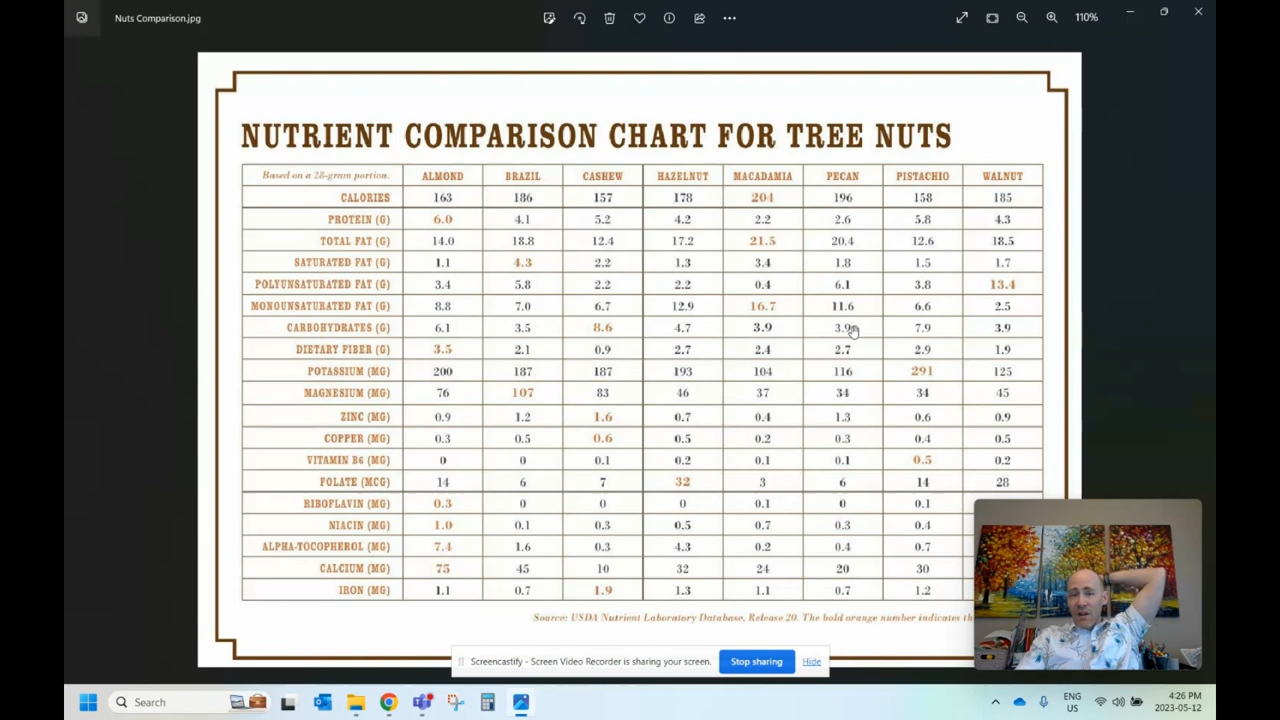 Nuts Comparison.jpg
110%
NUTRIENT COMPARISON CHART FOR TREE NUTS
Based on a 28-gram portion. ALMOND BRAZIL CASHEW HAZELNUT MACADAMIA PECAN PISTACHIO WALNUT
CALORIES 163 186 157 178 204 196 158 185
PROTEIN (G) 6.0 4.1 5.2 4.2 2.2 2.6 5.8 4.3
TOTAL FAT (G) 14.0 18.8 12.4 17.2 21.5 20.4 12.6 18.5
SATURATED FAT (G) 1.1 4.3 2.2 1.3 3.4 1.8 1.5 1.7
POLYUNSATURATED FAT (G) 3.4 5.8 2.2 2.2 0.4 6.1 3.8 13.4
MONOUNSATURATED FAT (G) 8.8 7.0 6.7 12.9 16.7 11.6 6.6 2.5
CARBOHYDRATES (G) 6.1 3.5 8.6 4.7 3.9 3.9 7.9 3.9
DIETARY FIBER (G) 3.5 2.1 0.9 2.7 2.4 2.7 2.9 1.9
POTASSIUM (MG) 200 187 187 193 104 116 291 125
MAGNESIUM (MG) 76 107 83 46 37 34 34 45
ZINC (MG) 0.9 1.2 1.6 0.7 0.4 1.3 0.6 0.9
COPPER (MG) 0.3 0.5 0.6 0.5 0.2 0.3 0.4 0.5
VITAMIN B6 (MG) 0 0 0.1 0.2 0.1 0.1 0.5 0.2
FOLATE (MCG) 14 6 7 32 3 6 14 28
RIBOFLAVIN (MG) 0.3 0 0 0 0.1 0 0.1
NIACIN (MG) 1.0 0.1 0.3 0.5 0.7 0.3 0.4
ALPHA-TOCOPHEROL (MG) 7.4 1.6 0.3 4.3 0.2 0.4 0.7
CALCIUM (MG) 75 45 10 32 24 20 30
IRON (MG) 1.1 0.7 1.9 1.3 1.1 0.7 1.2
Source: USDA Nutrient Laboratory Database, Release 20. The bold orange number indicates
Screencastify - Screen Video Recorder is sharing your screen. Stop sharing Hide
Search
ENG
US
4:26 PM
2023-05-12